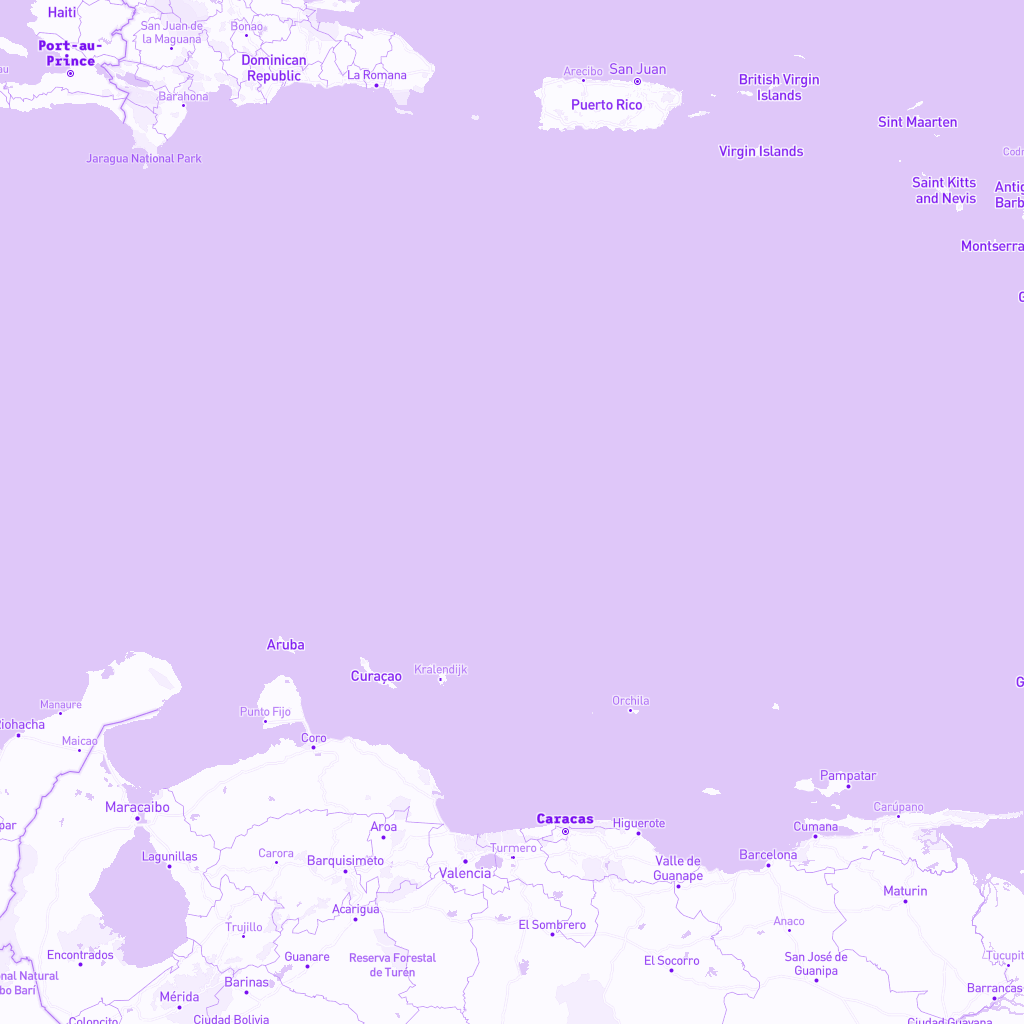 Haiti
San Juan de
la Maguana
Bonao
Port-au-
Prince
Dominican
Republic
La Romana
Arecibo
San Juan
British Virgin
Islands
Barahona
Puerto Rico
Sint Maarten
Jaragua National Park
Virgin Islands
Codr
Saint Kitts
and Nevis
Antig
Barb
Montserra
G
Aruba
Curaçao
Kralendijk
G
Manaure
Riohacha
Maicao
Punto Fijo
Coro
Orchila
Pampatar
Maracaibo
Carúpano
par
Aroa
Caracas
Higuerote
Cumana
Lagunillas
Carora
Barquisimeto
Turmero
Valencia
Valle de
Guanape
Barcelona
Maturin
Acarigua
Trujillo
El Sombrero
Anaco
Encontrados
Guanare
Reserva Forestal
de Turén
El Socorro
San José de
Guanipa
Tucupit
onal Natural
bo Barí
Barinas
Mérida
Barrancas
Coloncito
Ciudad Bolivia
Ciudad Guayana